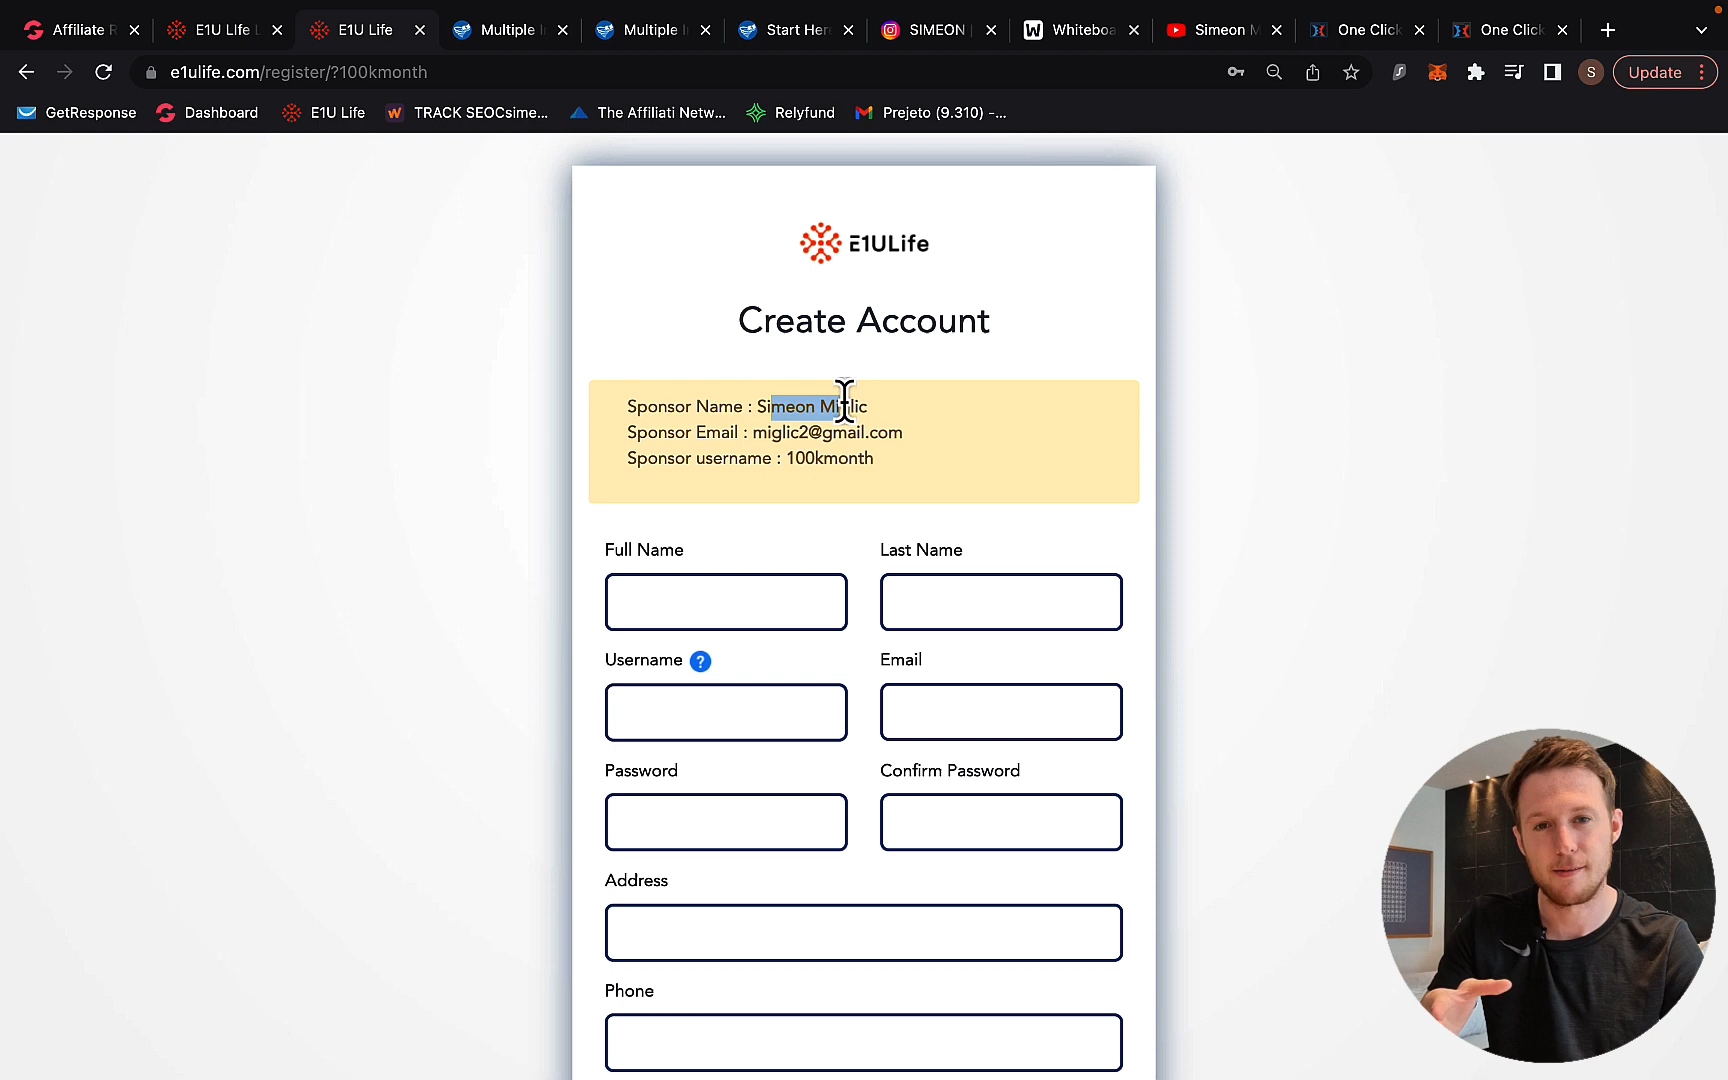 Affiliate R
E1U LIfe L
E1U Life
Multiple I
Multiple I
Start Her
SIMEON |
Whiteboa
Simeon M
One Click
One Click
e1ulife.com/register/?100kmonth
S
Update
GetResponse
Dashboard
E1U Life
TRACK SEOCsime...
The Affiliati Netw...
Relyfund
Prejeto (9.310) -...
E1ULife
Create Account
Sponsor Name : Simeon Miglic
Sponsor Email : miglic2@gmail.com
Sponsor username : 100kmonth
Full Name
Last Name
Username ?
Email
Password
Confirm Password
Address
Phone